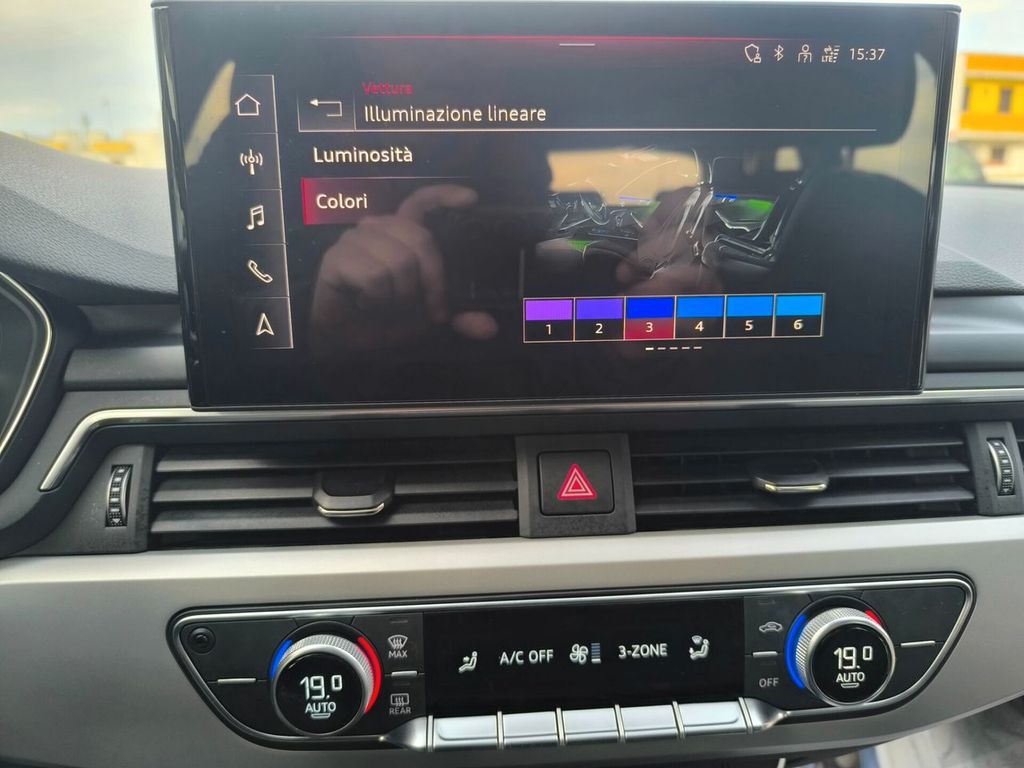 LTE 15:37
Vettura
Illuminazione lineare
Luminosità
Colori
1 2 3 4 5 6
MAX
A/C OFF 3-ZONE
19.0
AUTO
REAR
19.0
AUTO
OFF